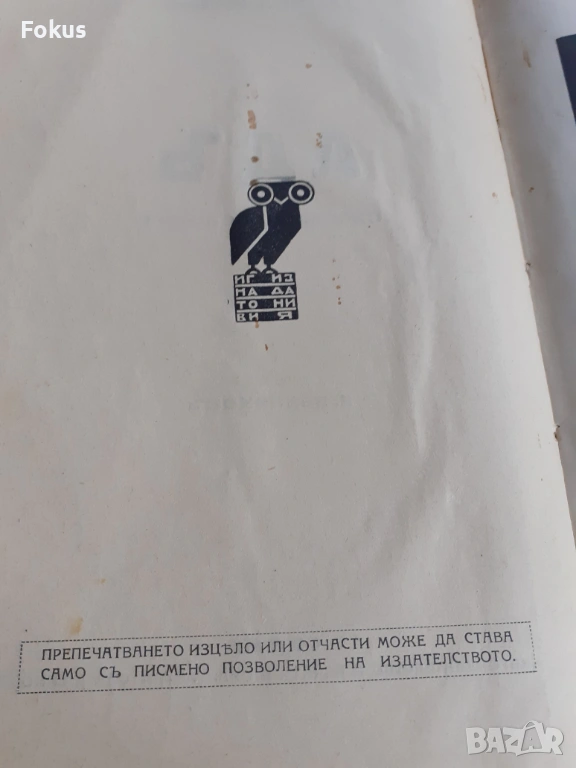 Fokus
ИГ ИЗ
НА ДА
ТО НИ
ВИ Я
ПРЕПЕЧАТВАНЕТО ИЗЦѢЛО ИЛИ ОТЧАСТИ МОЖЕ ДА СТАВА
САМО СЪ ПИСМЕНО ПОЗВОЛЕНИЕ НА ИЗДАТЕЛСТВОТО.
BAZAR